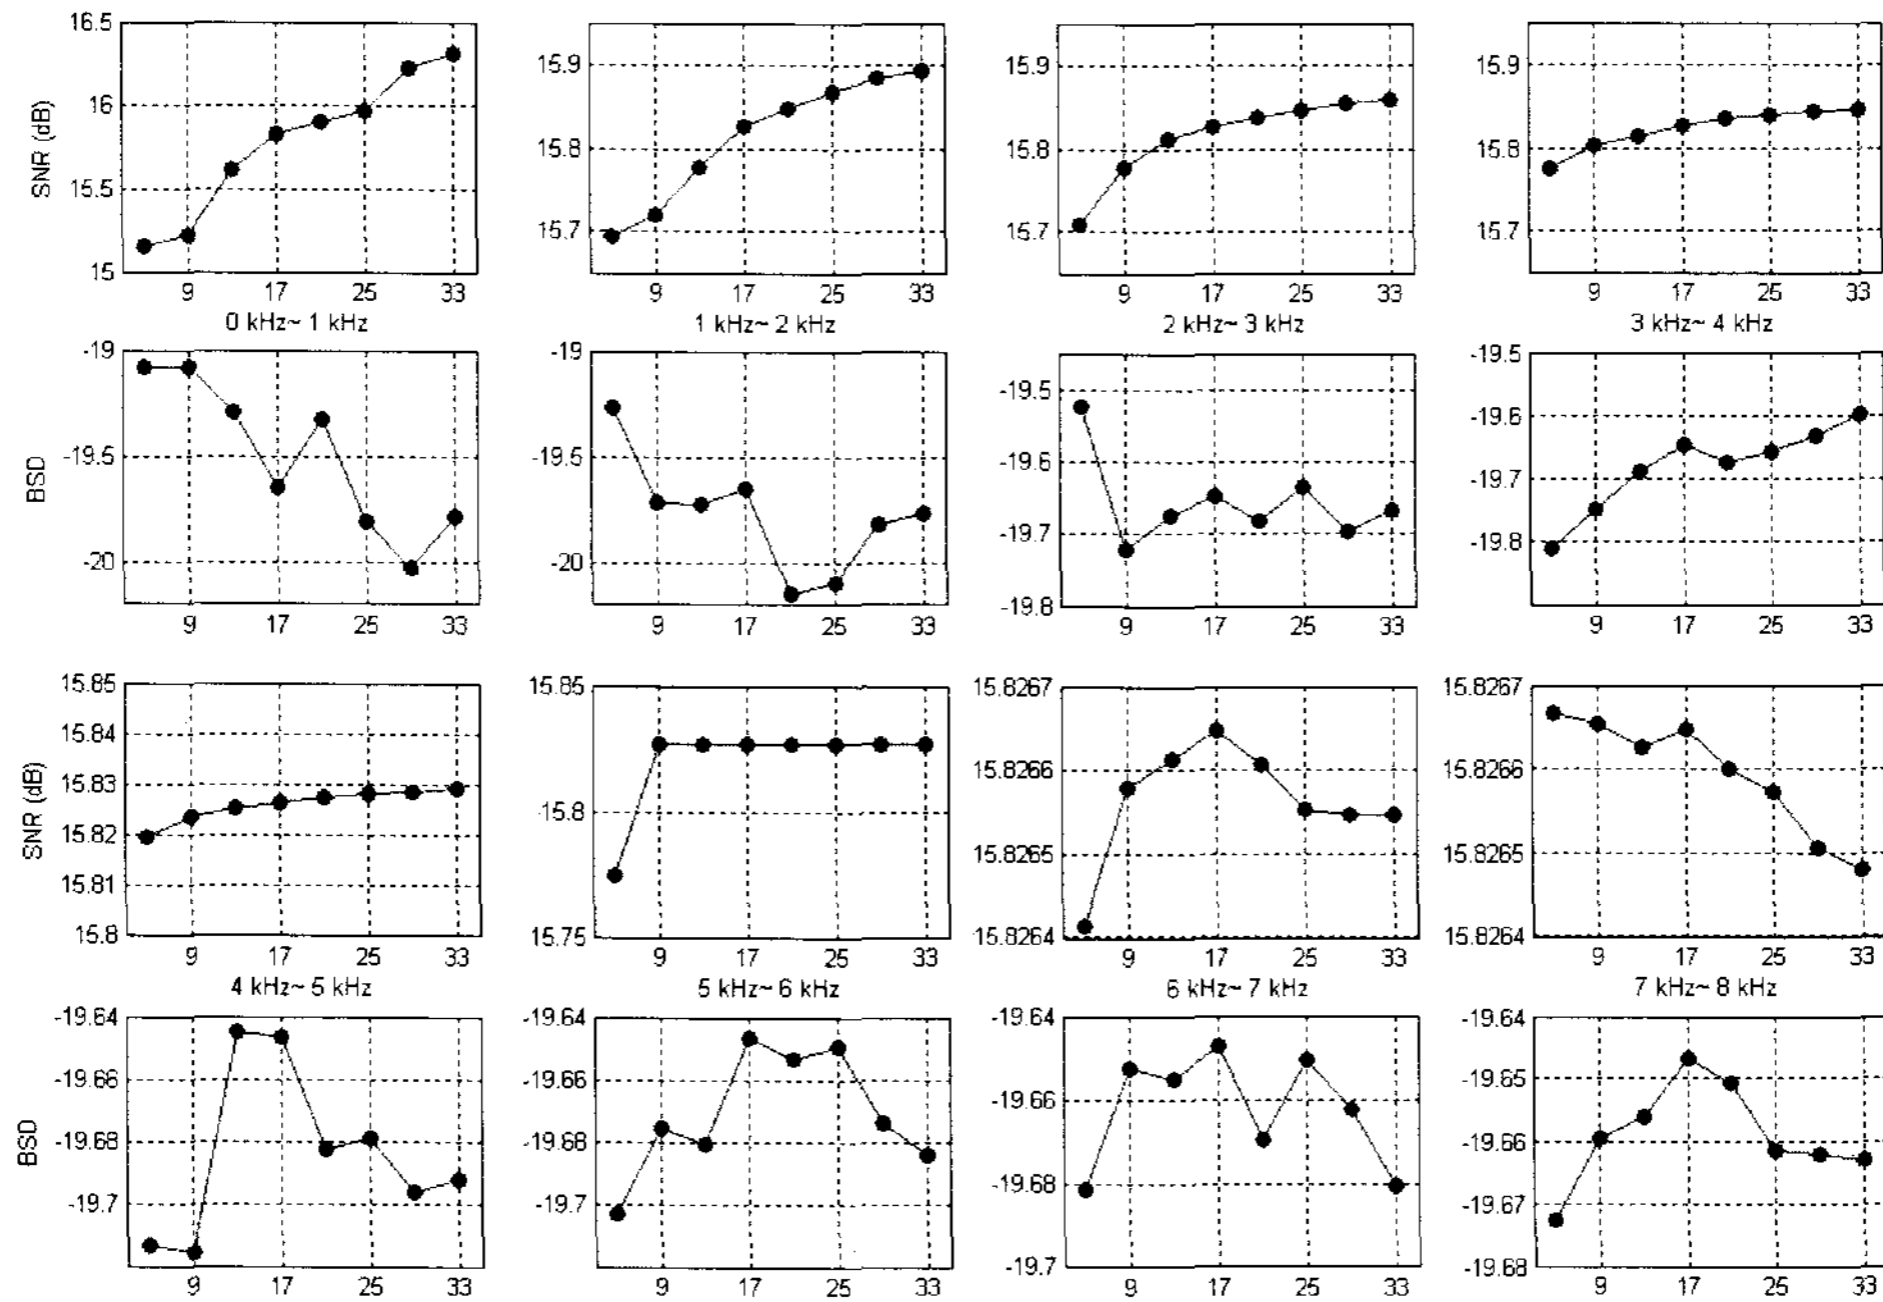 16.5
16
15.5
15
SNR (dB)
9 17 25 33
0 kHz~ 1 kHz
15.9
15.8
15.7
9 17 25 33
1 kHz~ 2 kHz
15.9
15.8
15.7
9 17 25 33
2 kHz~ 3 kHz
15.9
15.8
15.7
9 17 25 33
3 kHz~ 4 kHz
-19
-19.5
-20
BSD
9 17 25 33
-19
-19.5
-20
9 17 25 33
-19.5
-19.6
-19.7
-19.8
9 17 25 33
-19.5
-19.6
-19.7
-19.8
9 17 25 33
15.85
15.84
15.83
15.82
15.81
15.8
SNR (dB)
9 17 25 33
4 kHz~ 5 kHz
15.85
15.8
15.75
9 17 25 33
5 kHz~ 6 kHz
15.8267
15.8266
15.8265
15.8264
9 17 25 33
6 kHz~ 7 kHz
15.8267
15.8266
15.8265
15.8264
9 17 25 33
7 kHz~ 8 kHz
-19.64
-19.66
-19.68
-19.7
BSD
9 17 25 33
-19.64
-19.66
-19.68
-19.7
9 17 25 33
-19.64
-19.66
-19.68
-19.7
9 17 25 33
-19.64
-19.65
-19.66
-19.67
-19.68
9 17 25 33